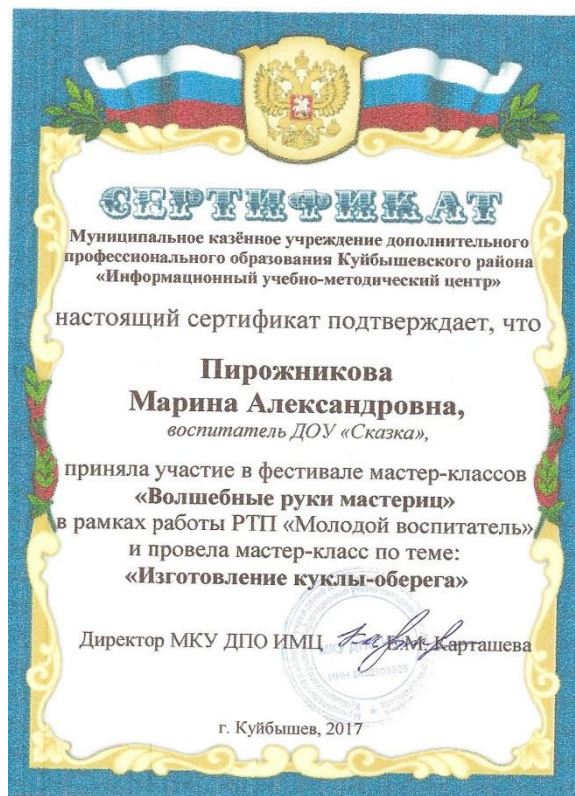 СЕРТИФИКАТ
Муниципальное казённое учреждение дополнительного
профессионального образования Куйбышевского района
«Информационный учебно-методический центр»
настоящий сертификат подтверждает, что
Пирожникова
Марина Александровна,
воспитатель ДОУ «Сказка»,
приняла участие в фестивале мастер-классов
«Волшебные руки мастериц»
в рамках работы РТП «Молодой воспитатель»
и провела мастер-класс по теме:
«Изготовление куклы-оберега»
Директор МКУ ДПО ИМЦ Е.М. Карташева
г. Куйбышев, 2017